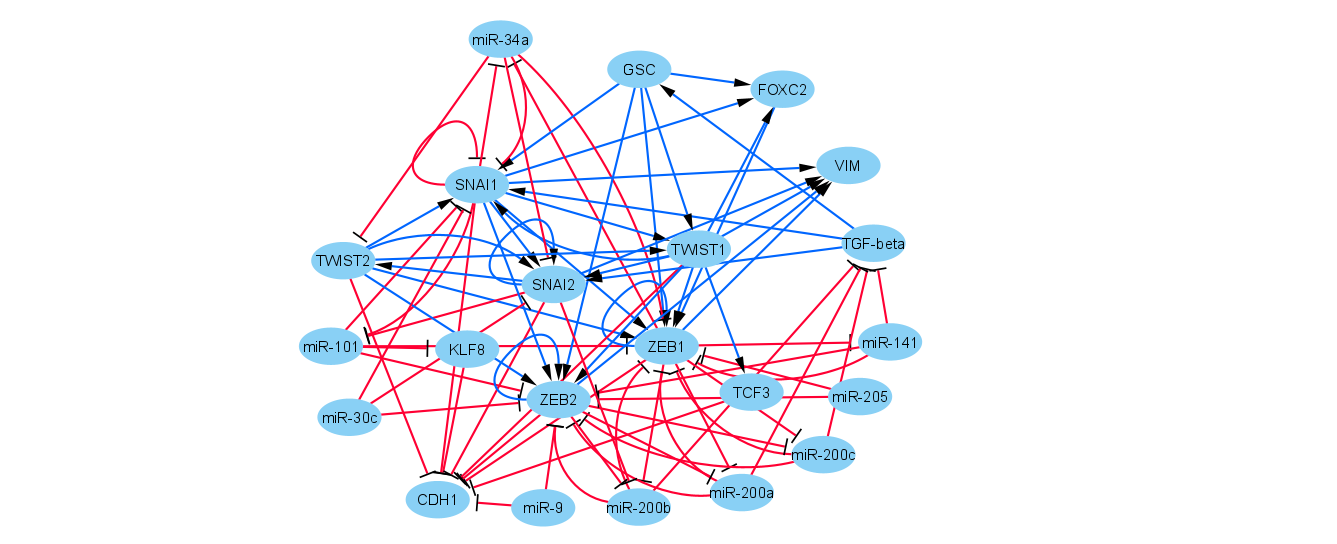 miR-34a
GSC
FOXC2
VIM
SNAI1
TGF-beta
TWIST1
TWIST2
SNAI2
miR-141
ZEB1
miR-101
KLF8
TCF3
miR-205
ZEB2
miR-30c
miR-200c
miR-200a
CDH1
miR-9
miR-200b